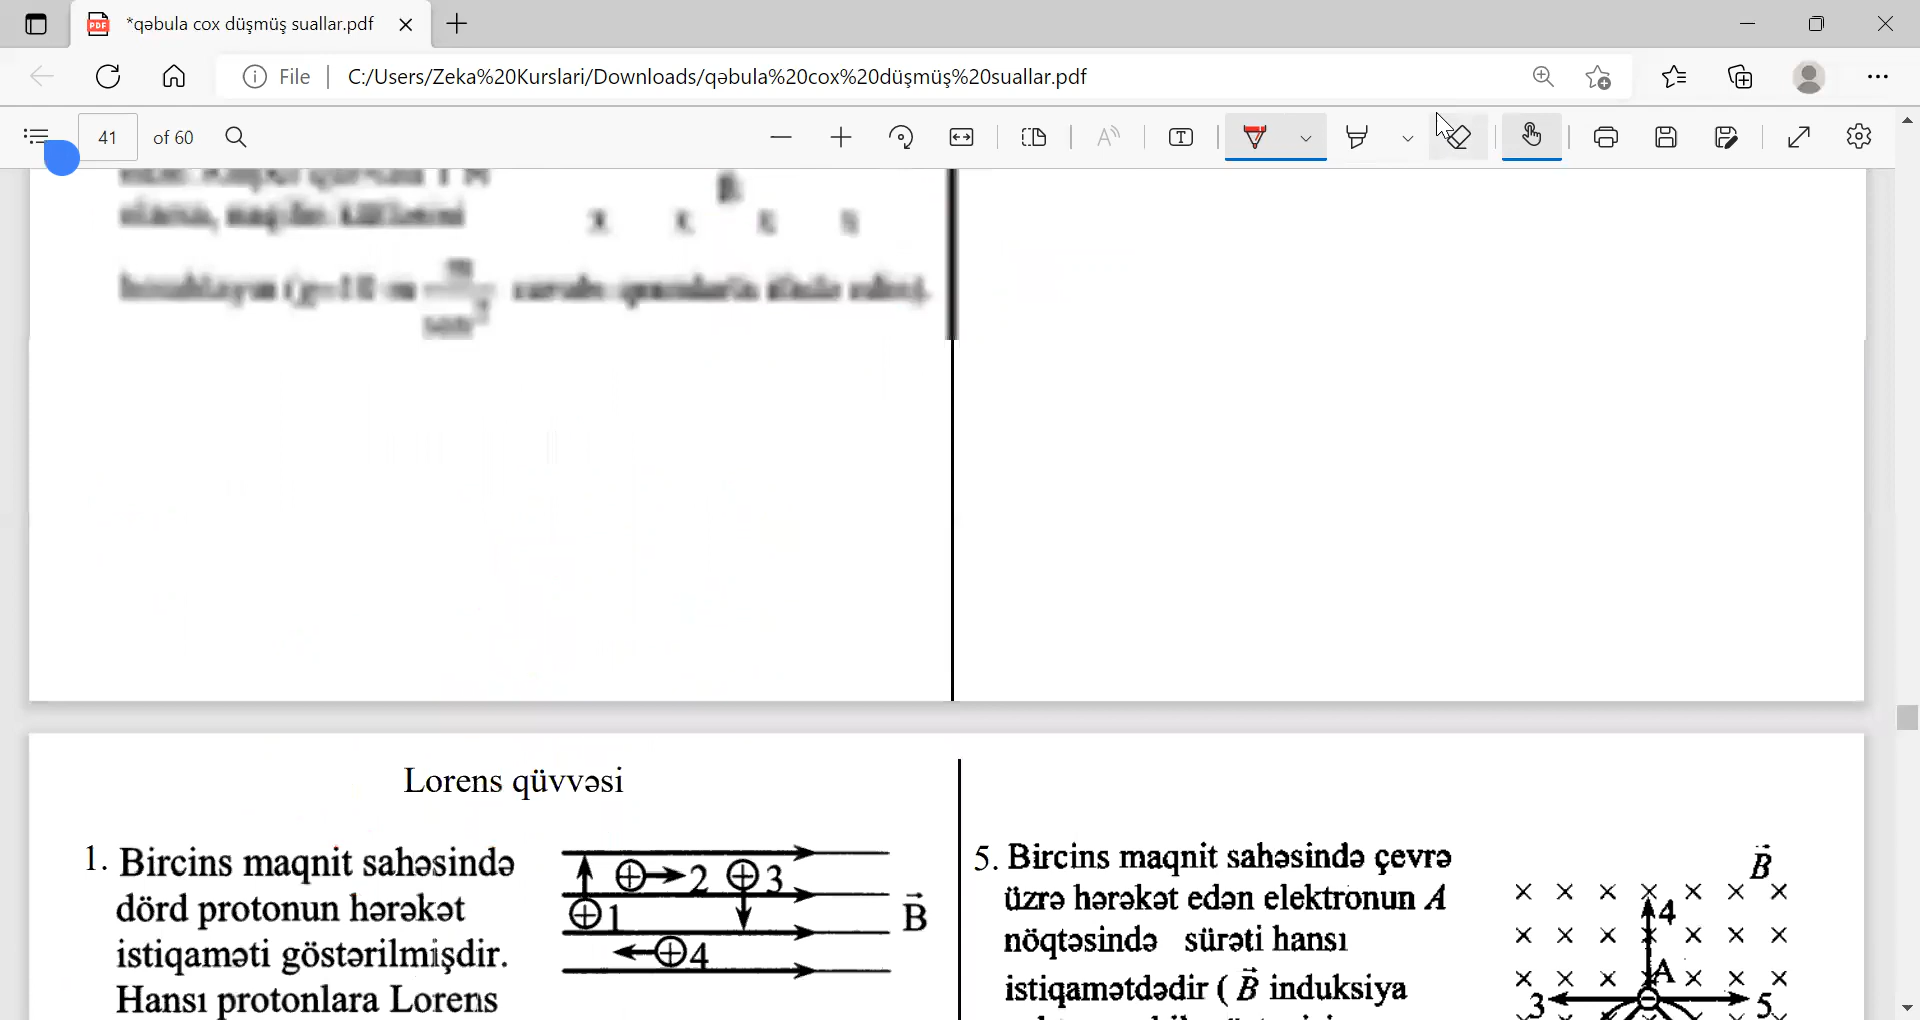 *qəbula cox düşmüş suallar.pdf
File
C:/Users/Zeka%20Kurslari/Downloads/qəbula%20cox%20düşmüş%20suallar.pdf
41 of 60
Lorens qüvvəsi
1. Bircins maqnit sahəsində
dörd protonun hərəkət
istiqaməti göstərilmişdir.
Hansı protonlara Lorens
2 3
1
4
B
5. Bircins maqnit sahəsində çevrə
üzrə hərəkət edən elektronun A
nöqtəsində sürəti hansı
istiqamətdədir ( B induksiya
B
4
A
3 5